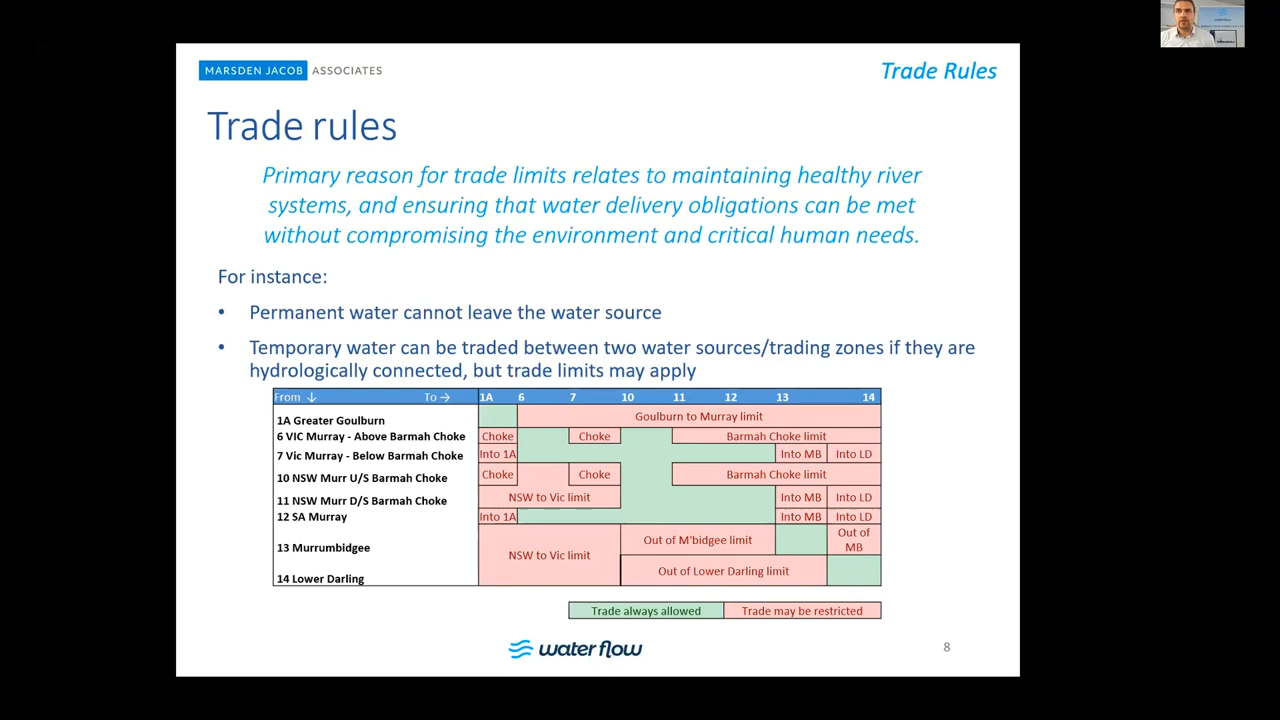 MARSDEN JACOB ASSOCIATES
Trade Rules
Trade rules
Primary reason for trade limits relates to maintaining healthy river
systems, and ensuring that water delivery obligations can be met
without compromising the environment and critical human needs.
For instance:
• Permanent water cannot leave the water source
• Temporary water can be traded between two water sources/trading zones if they are
hydrologically connected, but trade limits may apply
From ↓ To → 1A 6 7 10 11 12 13 14
1A Greater Goulburn Goulburn to Murray limit
6 VIC Murray - Above Barmah Choke Choke Choke Barmah Choke limit
7 Vic Murray - Below Barmah Choke Into 1A Into MB Into LD
10 NSW Murr U/S Barmah Choke Choke Choke Barmah Choke limit
11 NSW Murr D/S Barmah Choke NSW to Vic limit Into MB Into LD
12 SA Murray Into 1A Into MB Into LD
13 Murrumbidgee NSW to Vic limit Out of M'bidgee limit Out of
MB
14 Lower Darling Out of Lower Darling limit
Trade always allowed Trade may be restricted
water flow
8